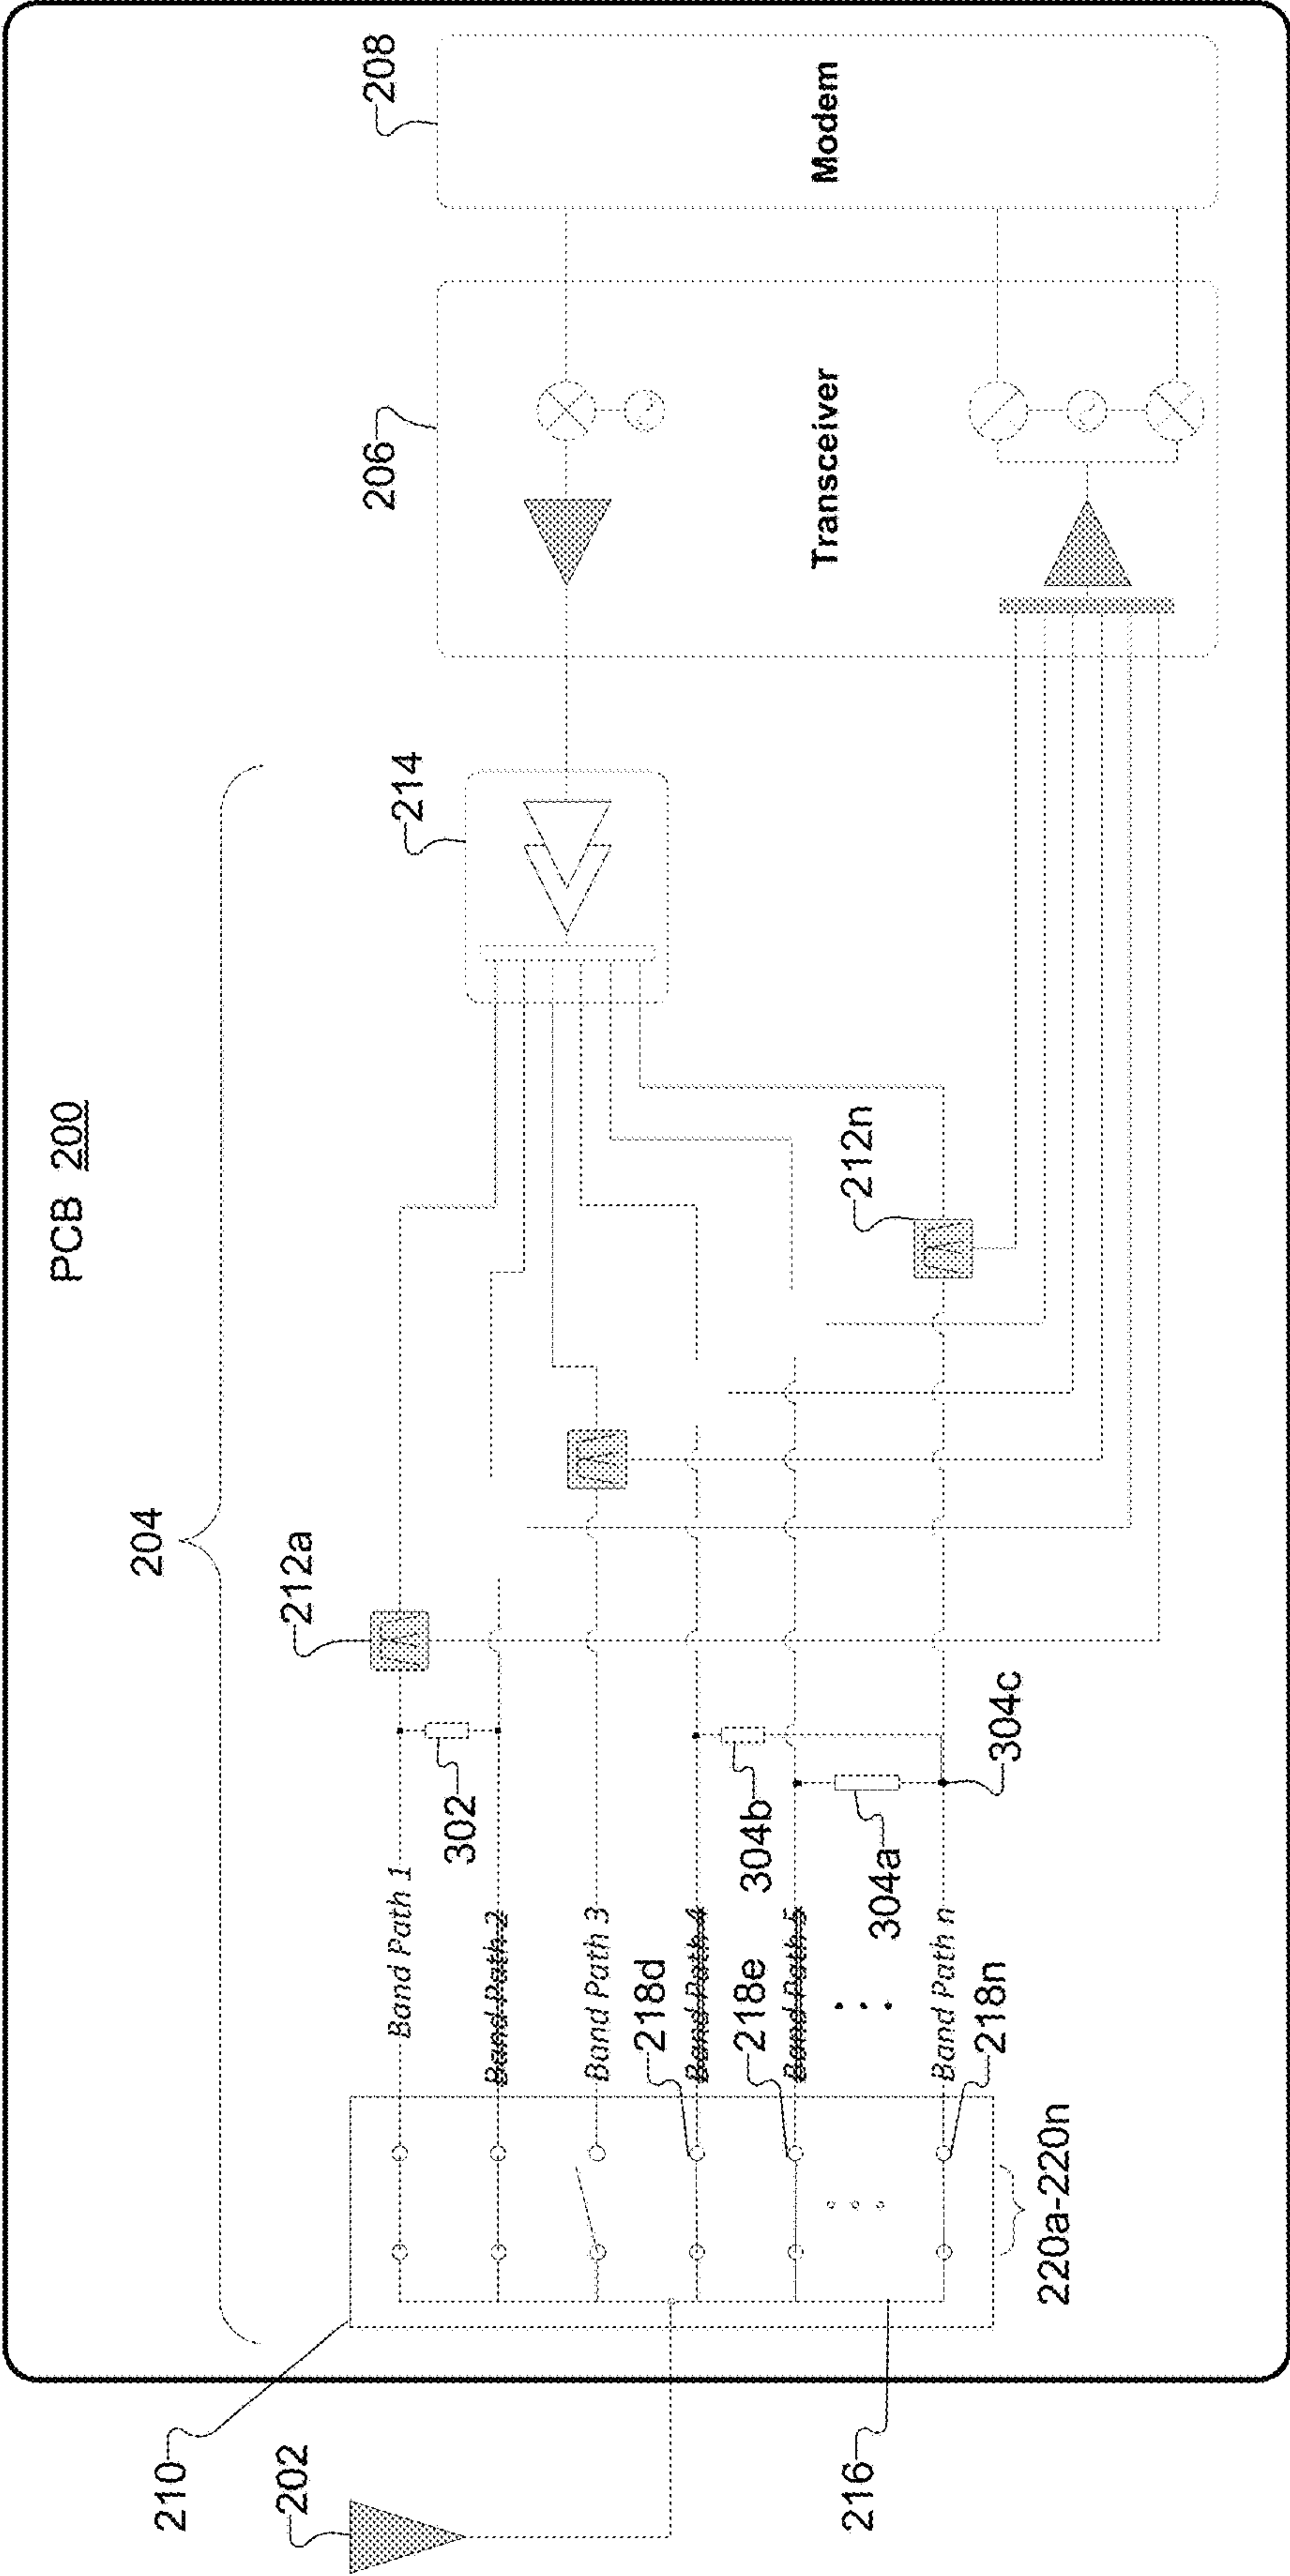 PCB 200
204
210
202
212a
214
206
208
Band Path 1
302
Band Path 2
Band Path 3
218d
Band Path 4
304b
218e
Band Path 5
304a
304c
Band Path n
218n
212n
220a-220n
216
Transceiver
Modem